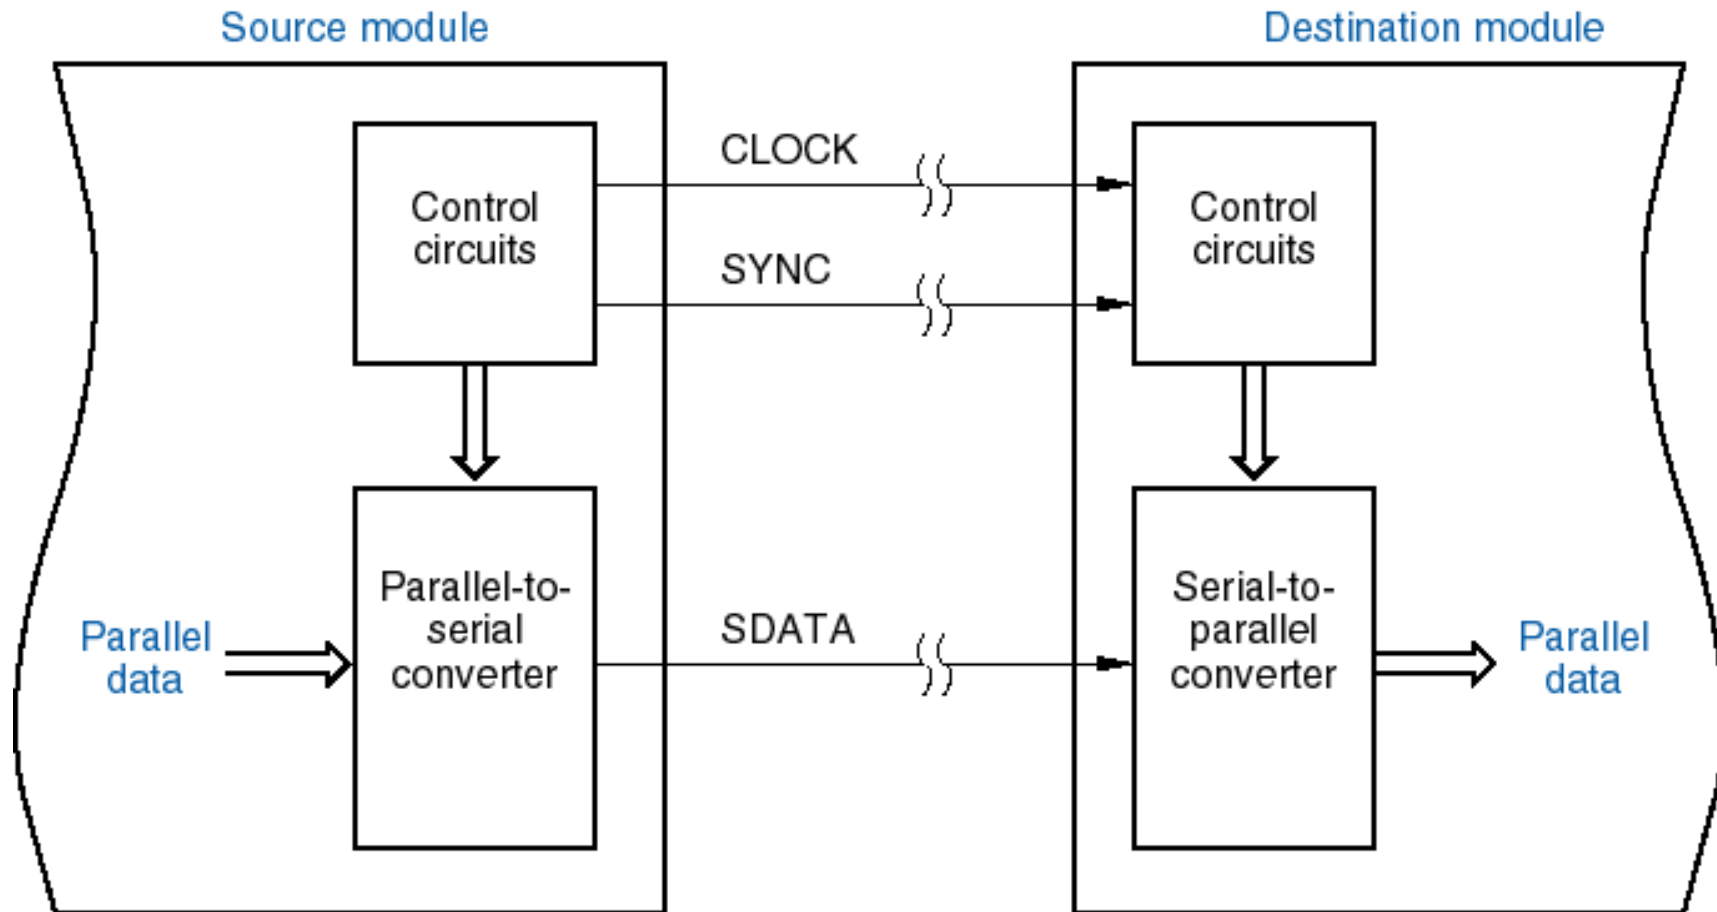 Source module
Destination module
Control
circuits
CLOCK
SYNC
Control
circuits
Parallel
data
Parallel-to-
serial
converter
SDATA
Serial-to-
parallel
converter
Parallel
data